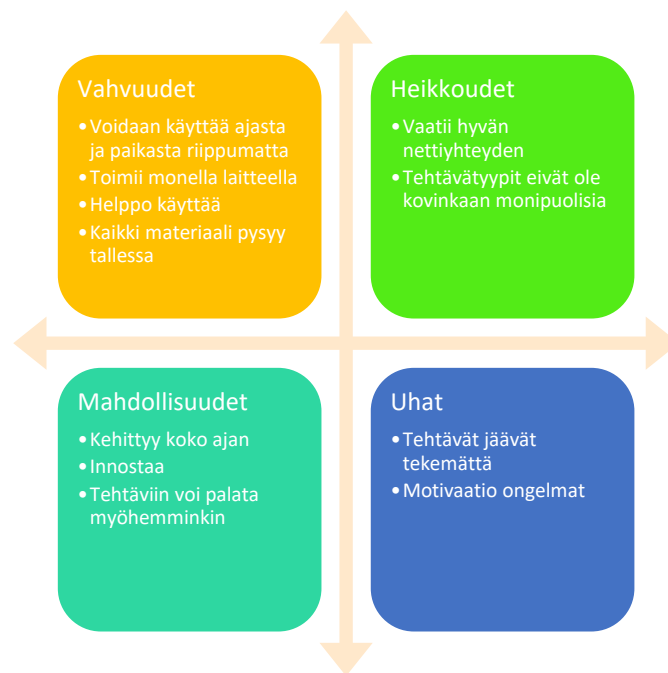 Vahvuudet
•Voidaan käyttää ajasta
ja paikasta riippumatta
•Toimii monella laitteella
•Helppo käyttää
•Kaikki materiaali pysyy
tallessa
Heikkoudet
•Vaatii hyvän
nettiyhteyden
•Tehtävätyypit eivät ole
kovinkaan monipuolisia
Mahdollisuudet
•Kehittyy koko ajan
•Innostaa
•Tehtäviin voi palata
myöhemminkin
Uhat
•Tehtävät jäävät
tekemättä
•Motivaatio ongelmat